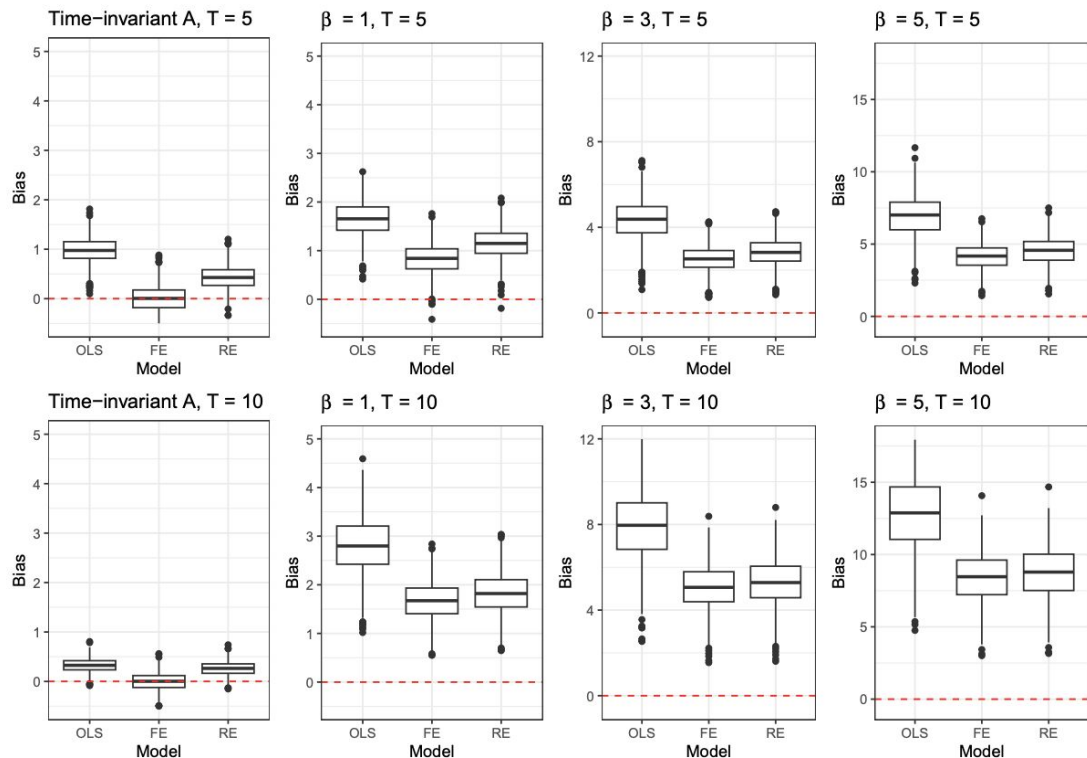 Time−invariant A, T = 5
β = 1, T = 5
β = 3, T = 5
β = 5, T = 5
5
4
3
2
1
0
Bias
OLS FE RE
Model
5
4
3
2
1
0
Bias
OLS FE RE
Model
12
8
4
0
Bias
OLS FE RE
Model
15
10
5
0
Bias
OLS FE RE
Model
Time−invariant A, T = 10
β = 1, T = 10
β = 3, T = 10
β = 5, T = 10
5
4
3
2
1
0
Bias
OLS FE RE
Model
5
4
3
2
1
0
Bias
OLS FE RE
Model
12
8
4
0
Bias
OLS FE RE
Model
15
10
5
0
Bias
OLS FE RE
Model